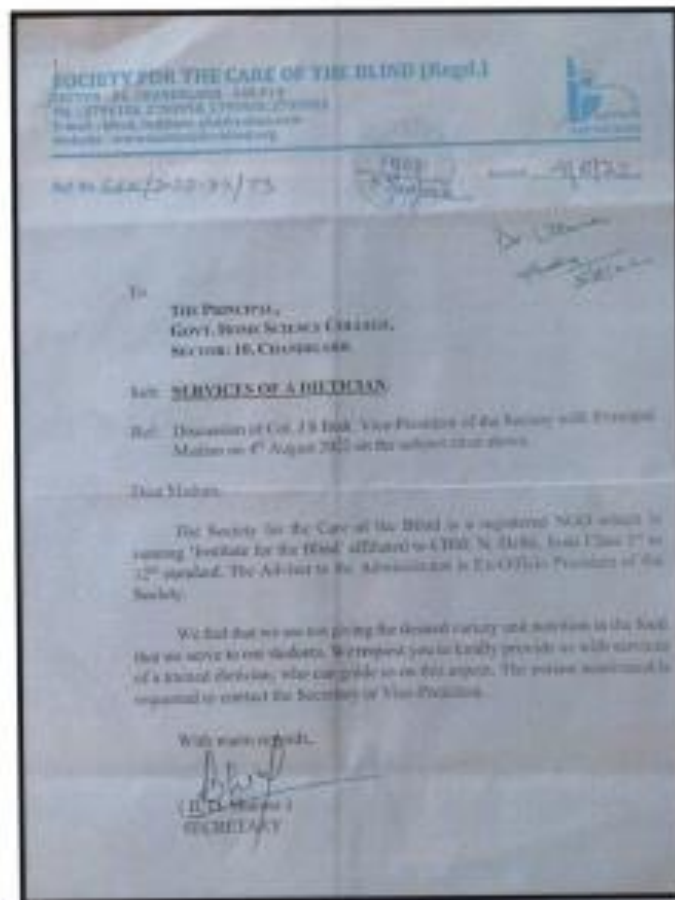 SOCIETY FOR THE CARE OF THE BLIND (Regd.)
To
THE PRINCIPAL,
GOVT. HOME SCIENCE COLLEGE,
SECTOR: 10, CHANDIGARH
Sub: SERVICES OF A DIETICIAN
Ref: Discussion of Col. J S Vice-President of the Society with Principal
Madam on 4th August 2022 on the subject cited above.
Dear Madam,
The Society for the Care of the Blind is a registered NGO which is
running 'Institute for the Blind' affiliated to CBSE, N. Delhi, from Class 1st to
12th standard. The Adviser to the Administrator is Ex-Officio President of the
Society.
We find that we are not giving the desired variety and nutrition in the food
that we serve to our students. We request you to kindly provide us with services
of a trained dietician, who can guide us on this aspect. The person nominated is
requested to contact the Secretary or Vice-President.
With warm regards,
SECRETARY